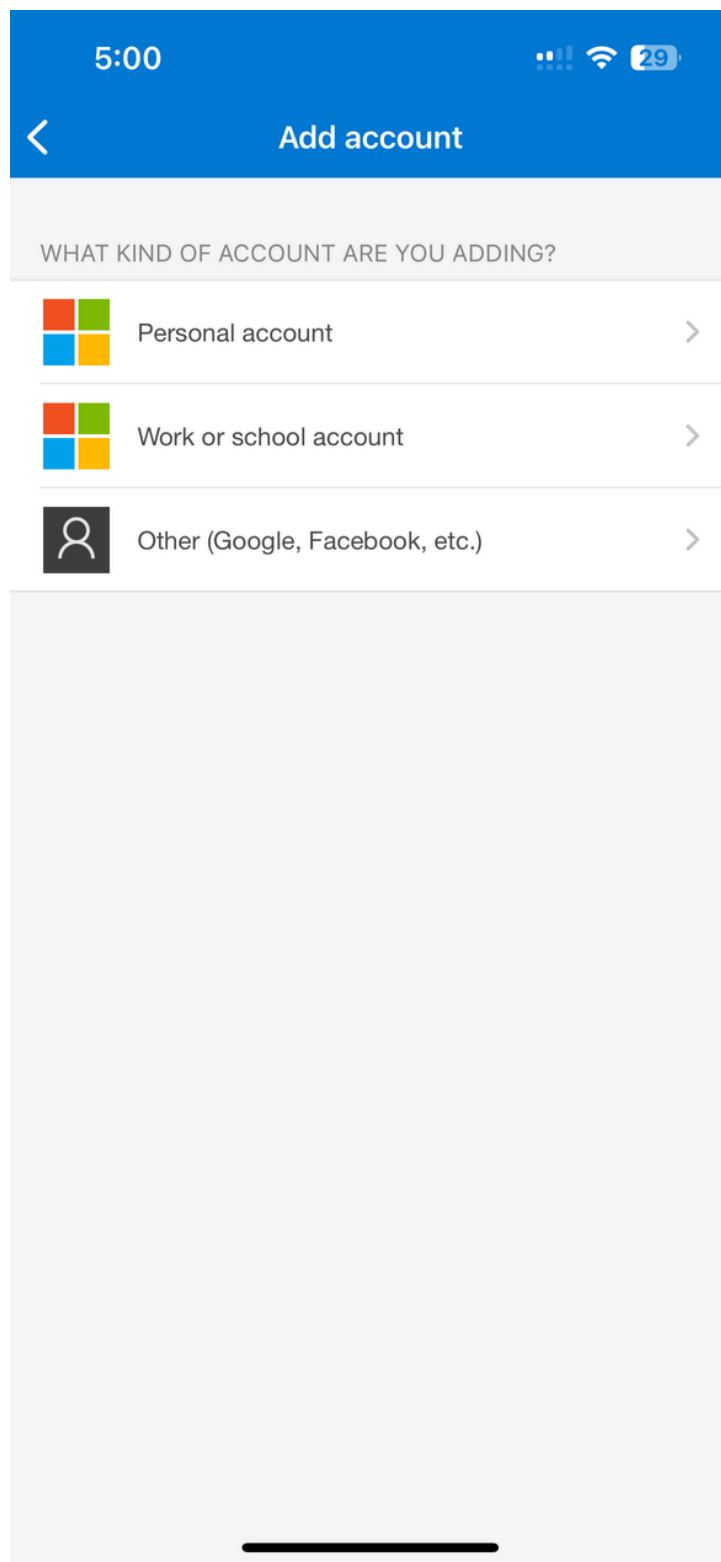 5:00
29
Add account
WHAT KIND OF ACCOUNT ARE YOU ADDING?
Personal account
Work or school account
Other (Google, Facebook, etc.)